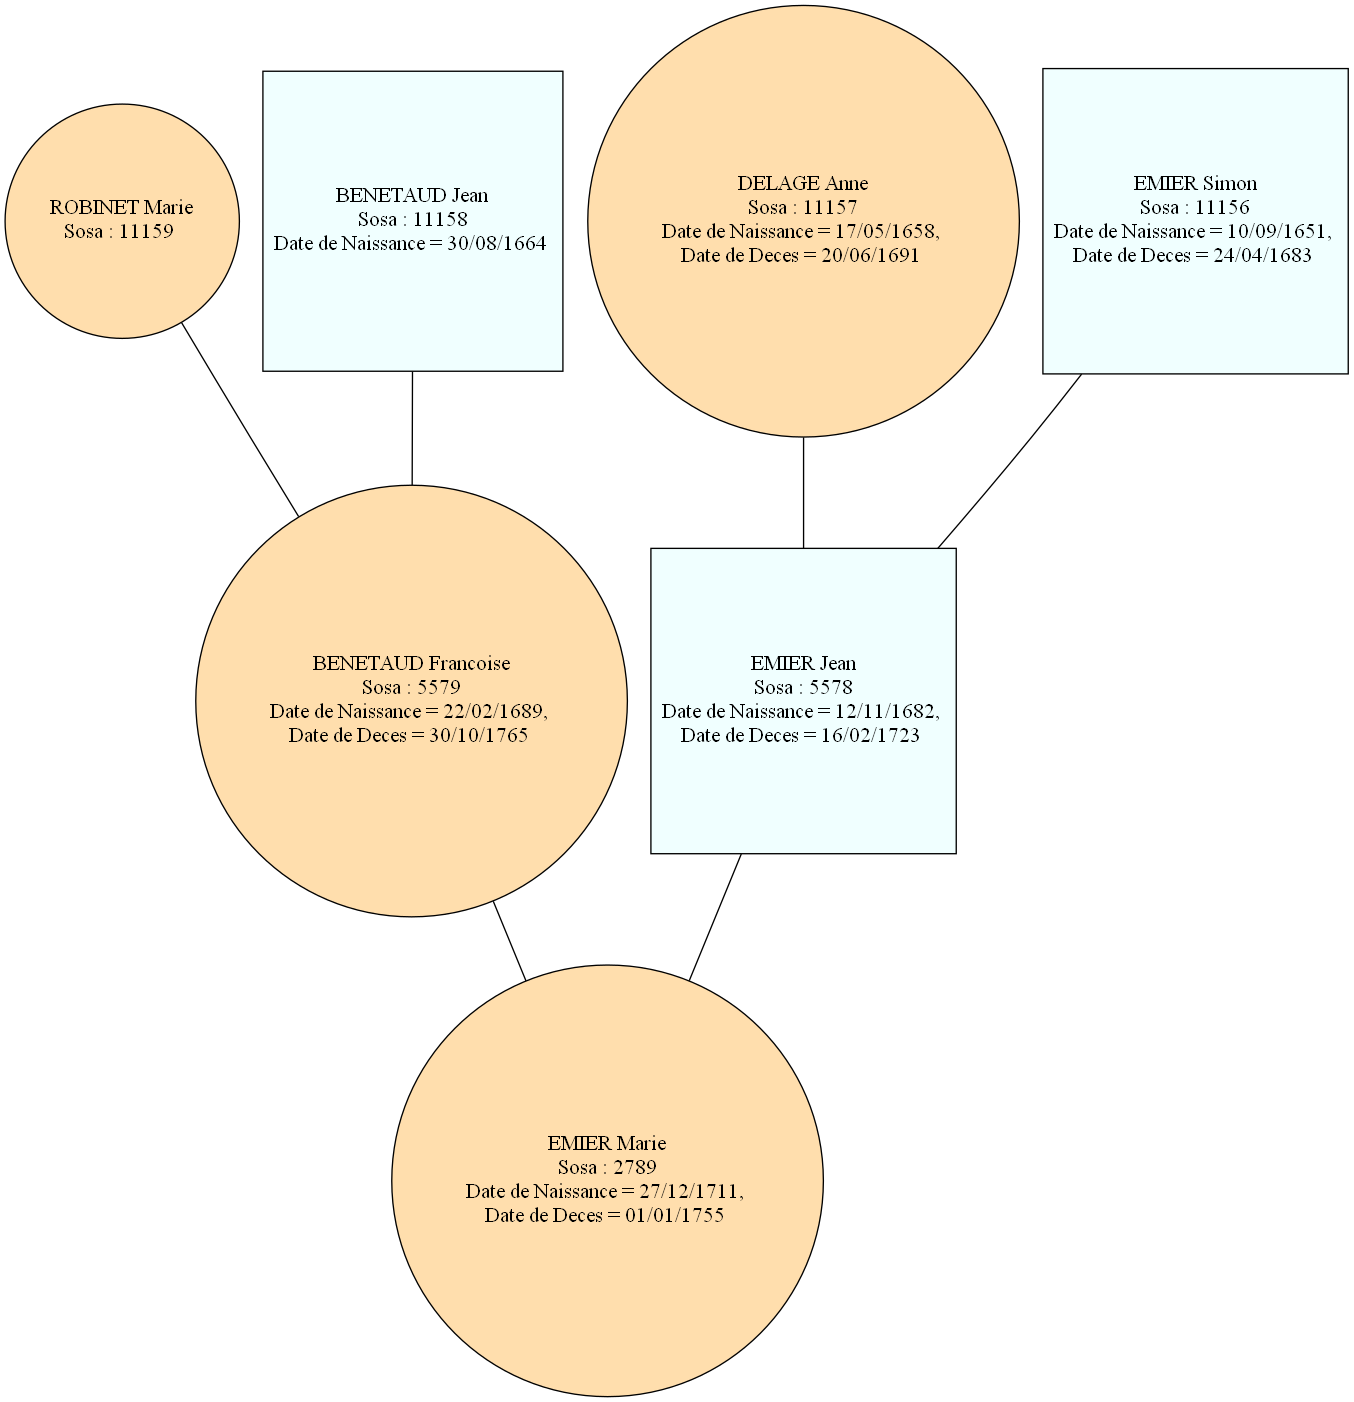 ROBINET Marie
Sosa : 11159
BENETAUD Jean
Sosa : 11158
Date de Naissance = 30/08/1664
DELAGE Anne
Sosa : 11157
Date de Naissance = 17/05/1658,
Date de Deces = 20/06/1691
EMIER Simon
Sosa : 11156
Date de Naissance = 10/09/1651,
Date de Deces = 24/04/1683
BENETAUD Francoise
Sosa : 5579
Date de Naissance = 22/02/1689,
Date de Deces = 30/10/1765
EMIER Jean
Sosa : 5578
Date de Naissance = 12/11/1682,
Date de Deces = 16/02/1723
EMIER Marie
Sosa : 2789
Date de Naissance = 27/12/1711,
Date de Deces = 01/01/1755